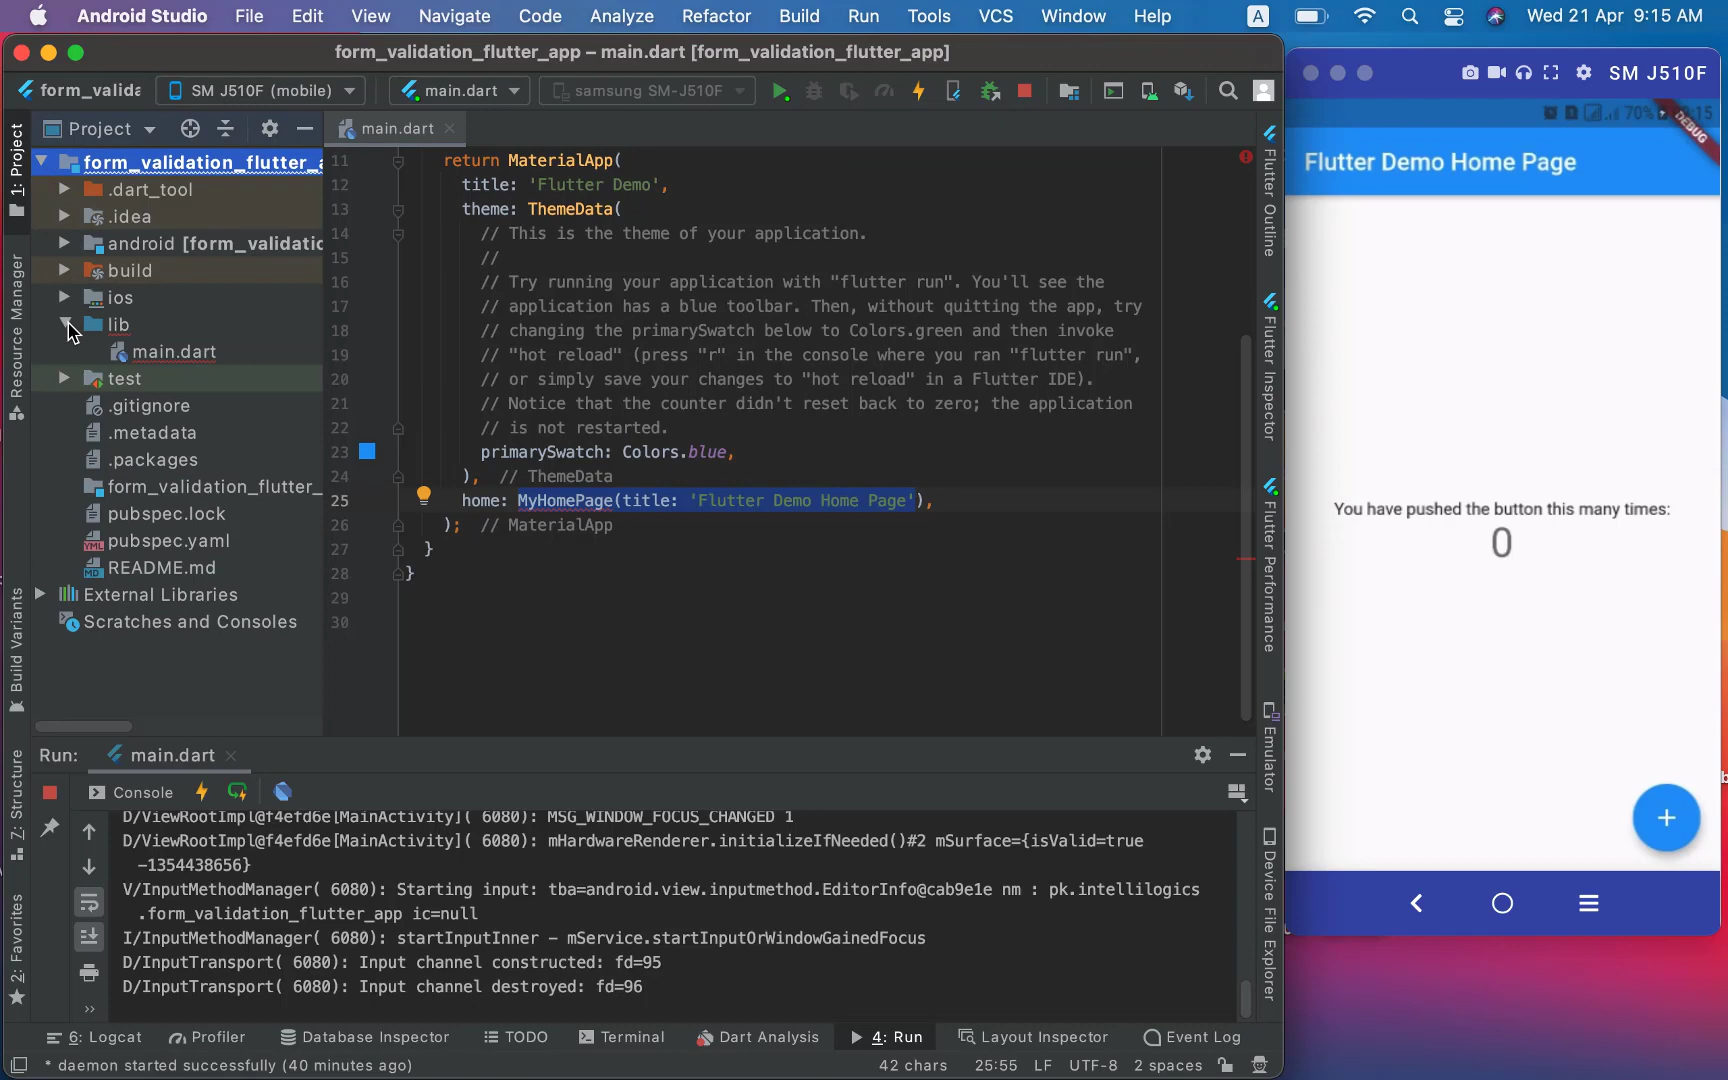 Android Studio File Edit View Navigate Code Analyze Refactor Build Run Tools VCS Window Help A Wed 21 Apr 9:15 AM
form_validation_flutter_app – main.dart [form_validation_flutter_app]
form_valida SM J510F (mobile) main.dart samsung SM-J510F
SM J510F
Project
main.dart
70%
:15
DEBUG
Flutter Demo Home Page
You have pushed the button this many times:
0
+
1: Project
Resource Manager
Build Variants
7: Structure
2: Favorites
form_validation_flutter_a
.dart_tool
.idea
android [form_validatio
build
ios
lib
main.dart
test
.gitignore
.metadata
.packages
form_validation_flutter_
pubspec.lock
pubspec.yaml
README.md
External Libraries
Scratches and Consoles
11 return MaterialApp(
12 title: 'Flutter Demo',
13 theme: ThemeData(
14 // This is the theme of your application.
15 //
16 // Try running your application with "flutter run". You'll see the
17 // application has a blue toolbar. Then, without quitting the app, try
18 // changing the primarySwatch below to Colors.green and then invoke
19 // "hot reload" (press "r" in the console where you ran "flutter run",
20 // or simply save your changes to "hot reload" in a Flutter IDE).
21 // Notice that the counter didn't reset back to zero; the application
22 // is not restarted.
23 primarySwatch: Colors.blue,
24 ), // ThemeData
25 home: MyHomePage(title: 'Flutter Demo Home Page'),
26 ); // MaterialApp
27 }
28 }
29
30
Flutter Outline
Flutter Inspector
Flutter Performance
Emulator
Device File Explorer
Run: main.dart
Console
D/ViewRootImpl@f4efd6e[MainActivity]( 6080): MSG_WINDOW_FOCUS_CHANGED 1
D/ViewRootImpl@f4efd6e[MainActivity]( 6080): mHardwareRenderer.initializeIfNeeded()#2 mSurface={isValid=true
-1354438656}
V/InputMethodManager( 6080): Starting input: tba=android.view.inputmethod.EditorInfo@cab9e1e nm : pk.intellilogics
.form_validation_flutter_app ic=null
I/InputMethodManager( 6080): startInputInner - mService.startInputOrWindowGainedFocus
D/InputTransport( 6080): Input channel constructed: fd=95
D/InputTransport( 6080): Input channel destroyed: fd=96
6: Logcat Profiler Database Inspector TODO Terminal Dart Analysis 4: Run Layout Inspector Event Log
* daemon started successfully (40 minutes ago) 42 chars 25:55 LF UTF-8 2 spaces